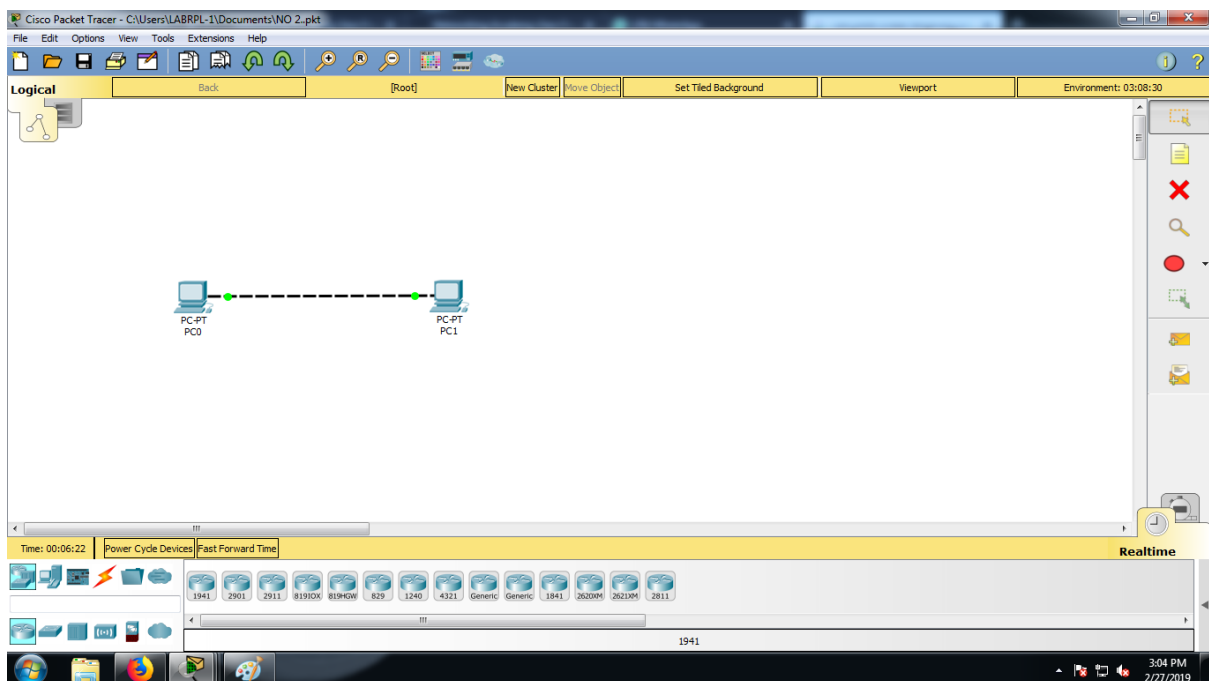 Cisco Packet Tracer - C:\Users\LABRPL-1\Documents\NO 2..pkt
File Edit Options View Tools Extensions Help
Logical Back [Root] New Cluster Move Object Set Tiled Background Viewport Environment: 03:08:30
PC-PT PC-PT
PC0 PC1
Time: 00:06:22 Power Cycle Devices Fast Forward Time Realtime
1941 2901 2911 819IOX 819HGW 829 1240 4321 Generic Generic 1841 2620XM 2621XM 2811
1941
3:04 PM
2/27/2019